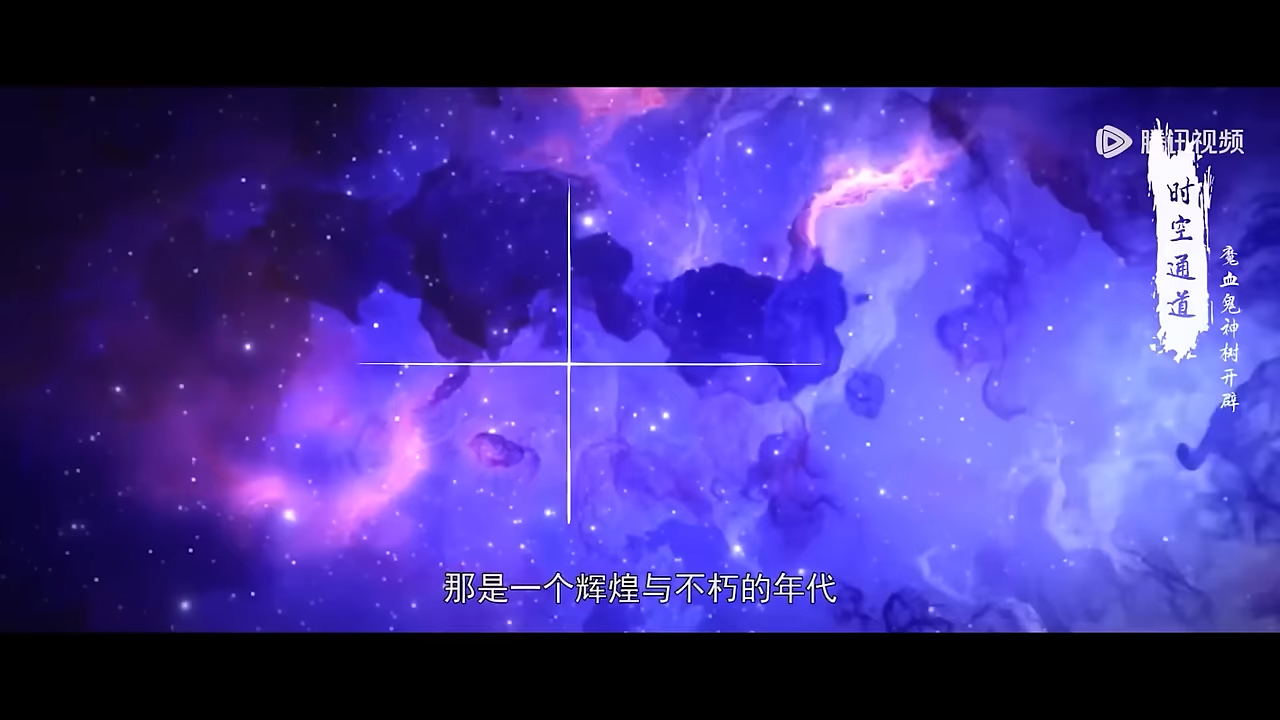 腾讯视频
时空通道
魔血鬼神树开辟
那是一个辉煌与不朽的年代